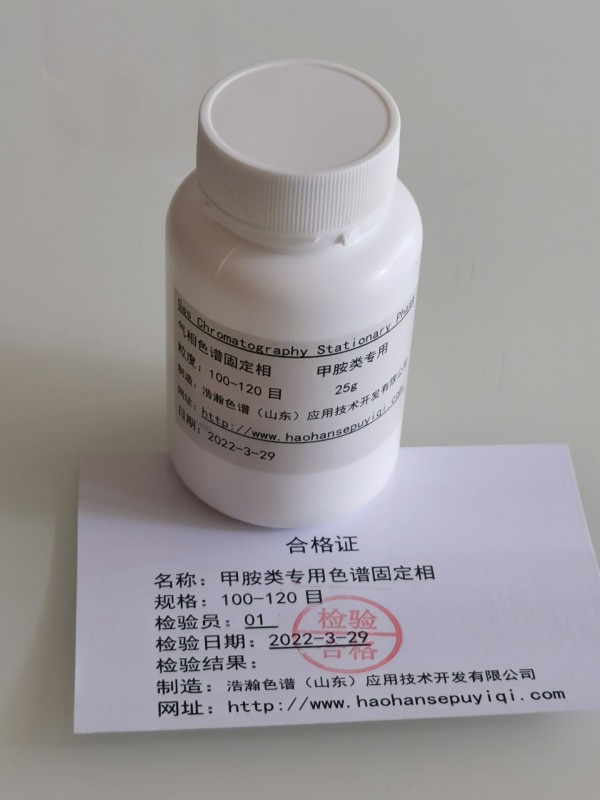 Gas Chromatography Stationary Phase
气相色谱固定相 甲胺类专用
粒度：100-120 目 25g
制造：浩瀚色谱（山东）应用技术开发有限公司
网址：http://www.haohansepuyiqi.com
日期：2022-3-29
合格证
名称：甲胺类专用色谱固定相
规格：100-120 目
检验员：01
检验日期：2022-3-29
检验结果：
检验
合格
制造：浩瀚色谱（山东）应用技术开发有限公司
网址：http://www.haohansepuyiqi.com